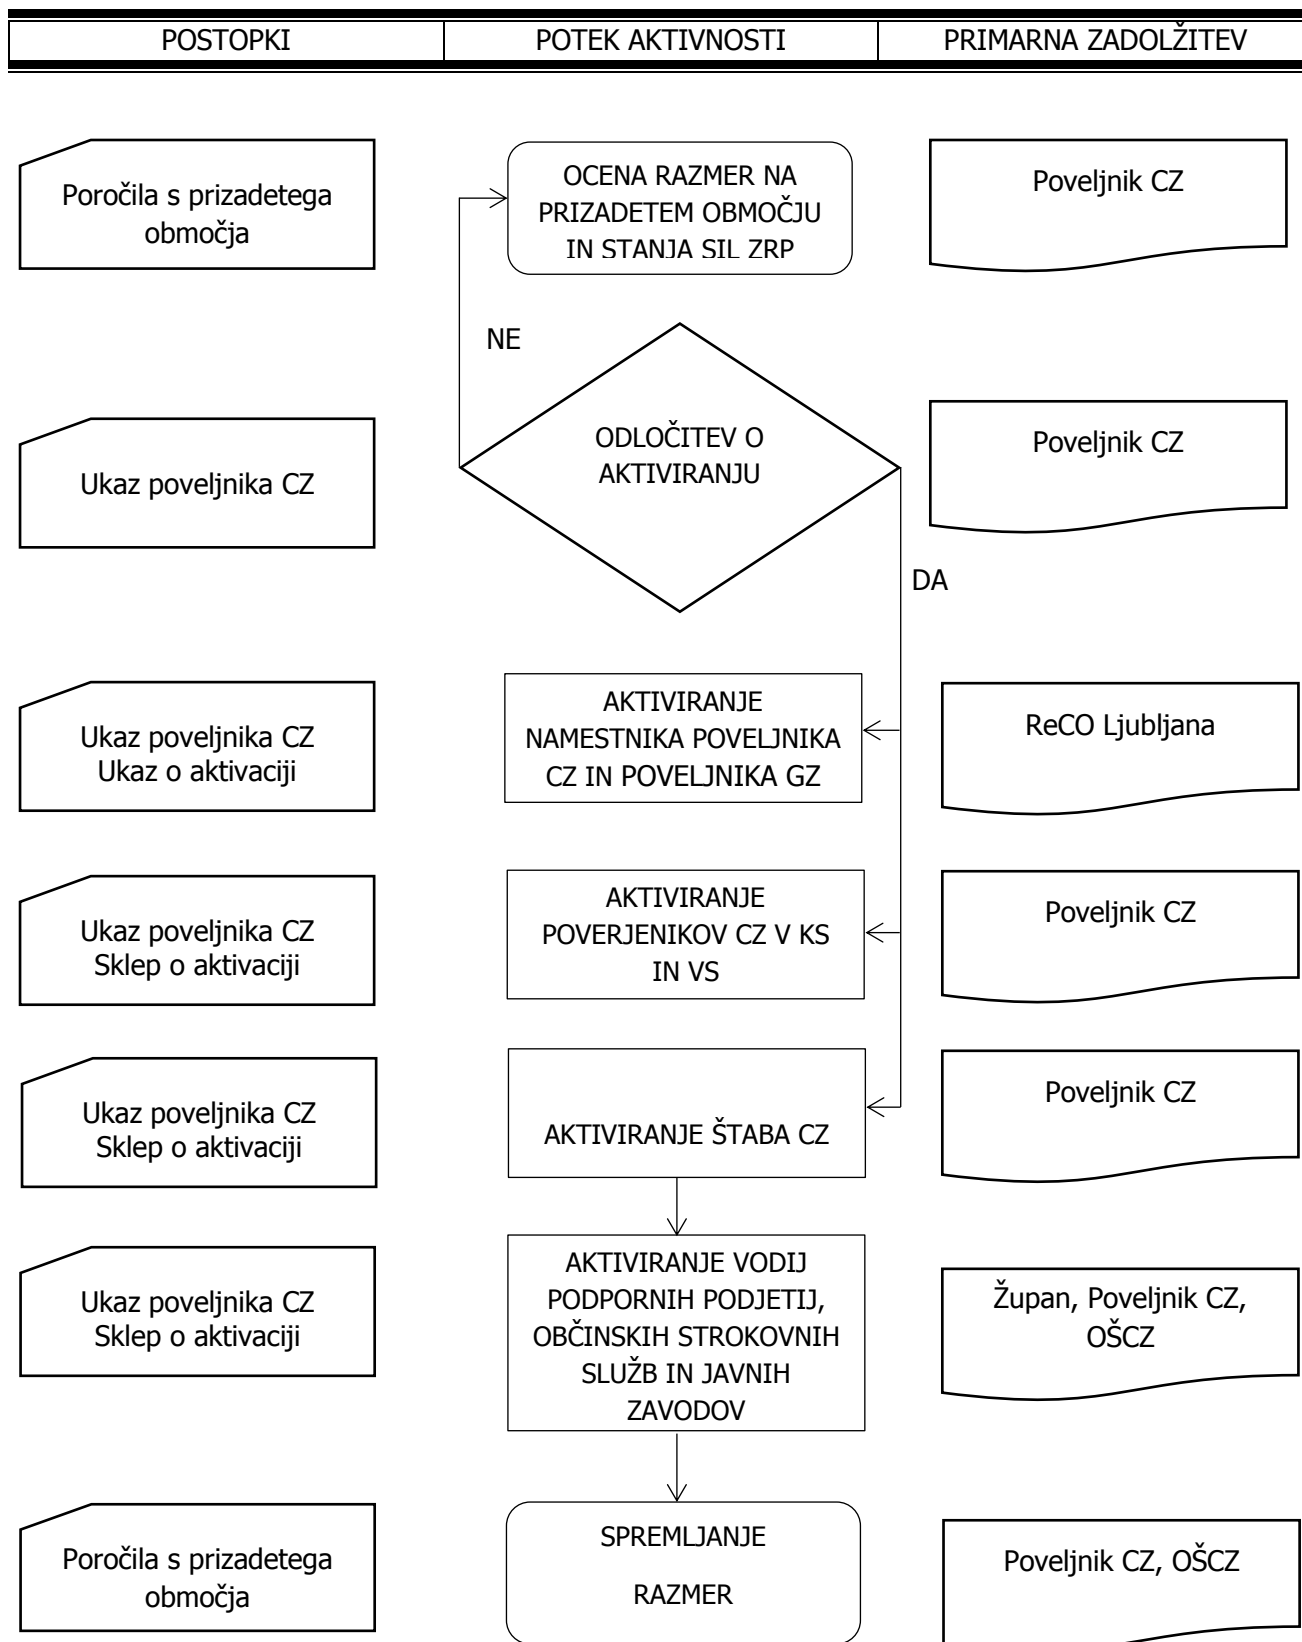 POSTOPKI
POTEK AKTIVNOSTI
PRIMARNA ZADOLŽITEV
Poročila s prizadetega
območja
OCENA RAZMER NA
PRIZADETEM OBMOČJU
IN STANJA SIL ZRP
Poveljnik CZ
NE
Ukaz poveljnika CZ
ODLOČITEV O
AKTIVIRANJU
Poveljnik CZ
DA
Ukaz poveljnika CZ
Ukaz o aktivaciji
AKTIVIRANJE
NAMESTNIKA POVELJNIKA
CZ IN POVELJNIKA GZ
ReCO Ljubljana
Ukaz poveljnika CZ
Sklep o aktivaciji
AKTIVIRANJE
POVERJENIKOV CZ V KS
IN VS
Poveljnik CZ
Ukaz poveljnika CZ
Sklep o aktivaciji
AKTIVIRANJE ŠTABA CZ
Poveljnik CZ
Ukaz poveljnika CZ
Sklep o aktivaciji
AKTIVIRANJE VODIJ
PODPORNIH PODJETIJ,
OBČINSKIH STROKOVNIH
SLUŽB IN JAVNIH
ZAVODOV
Župan, Poveljnik CZ,
OŠCZ
Poročila s prizadetega
območja
SPREMLJANJE
RAZMER
Poveljnik CZ, OŠCZ